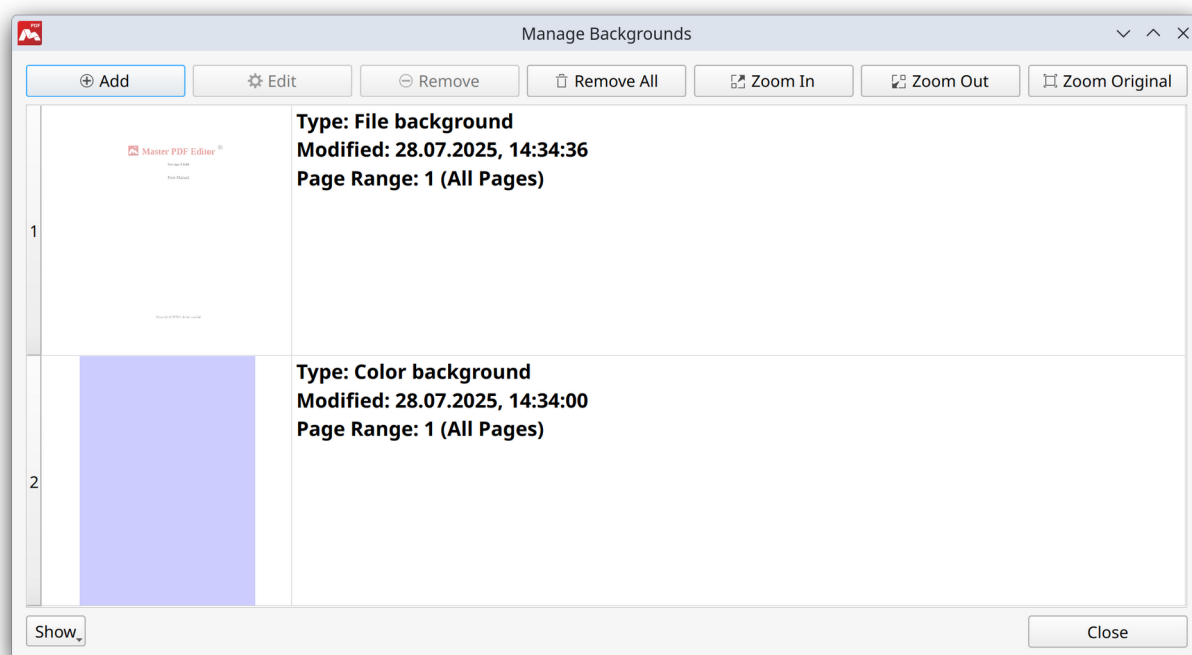 PDF
Manage Backgrounds
Add
Edit
Remove
Remove All
Zoom In
Zoom Out
Zoom Original
1
Master PDF Editor ®
User Manual
Type: File background
Modified: 28.07.2025, 14:34:36
Page Range: 1 (All Pages)
2
Type: Color background
Modified: 28.07.2025, 14:34:00
Page Range: 1 (All Pages)
Show
Close